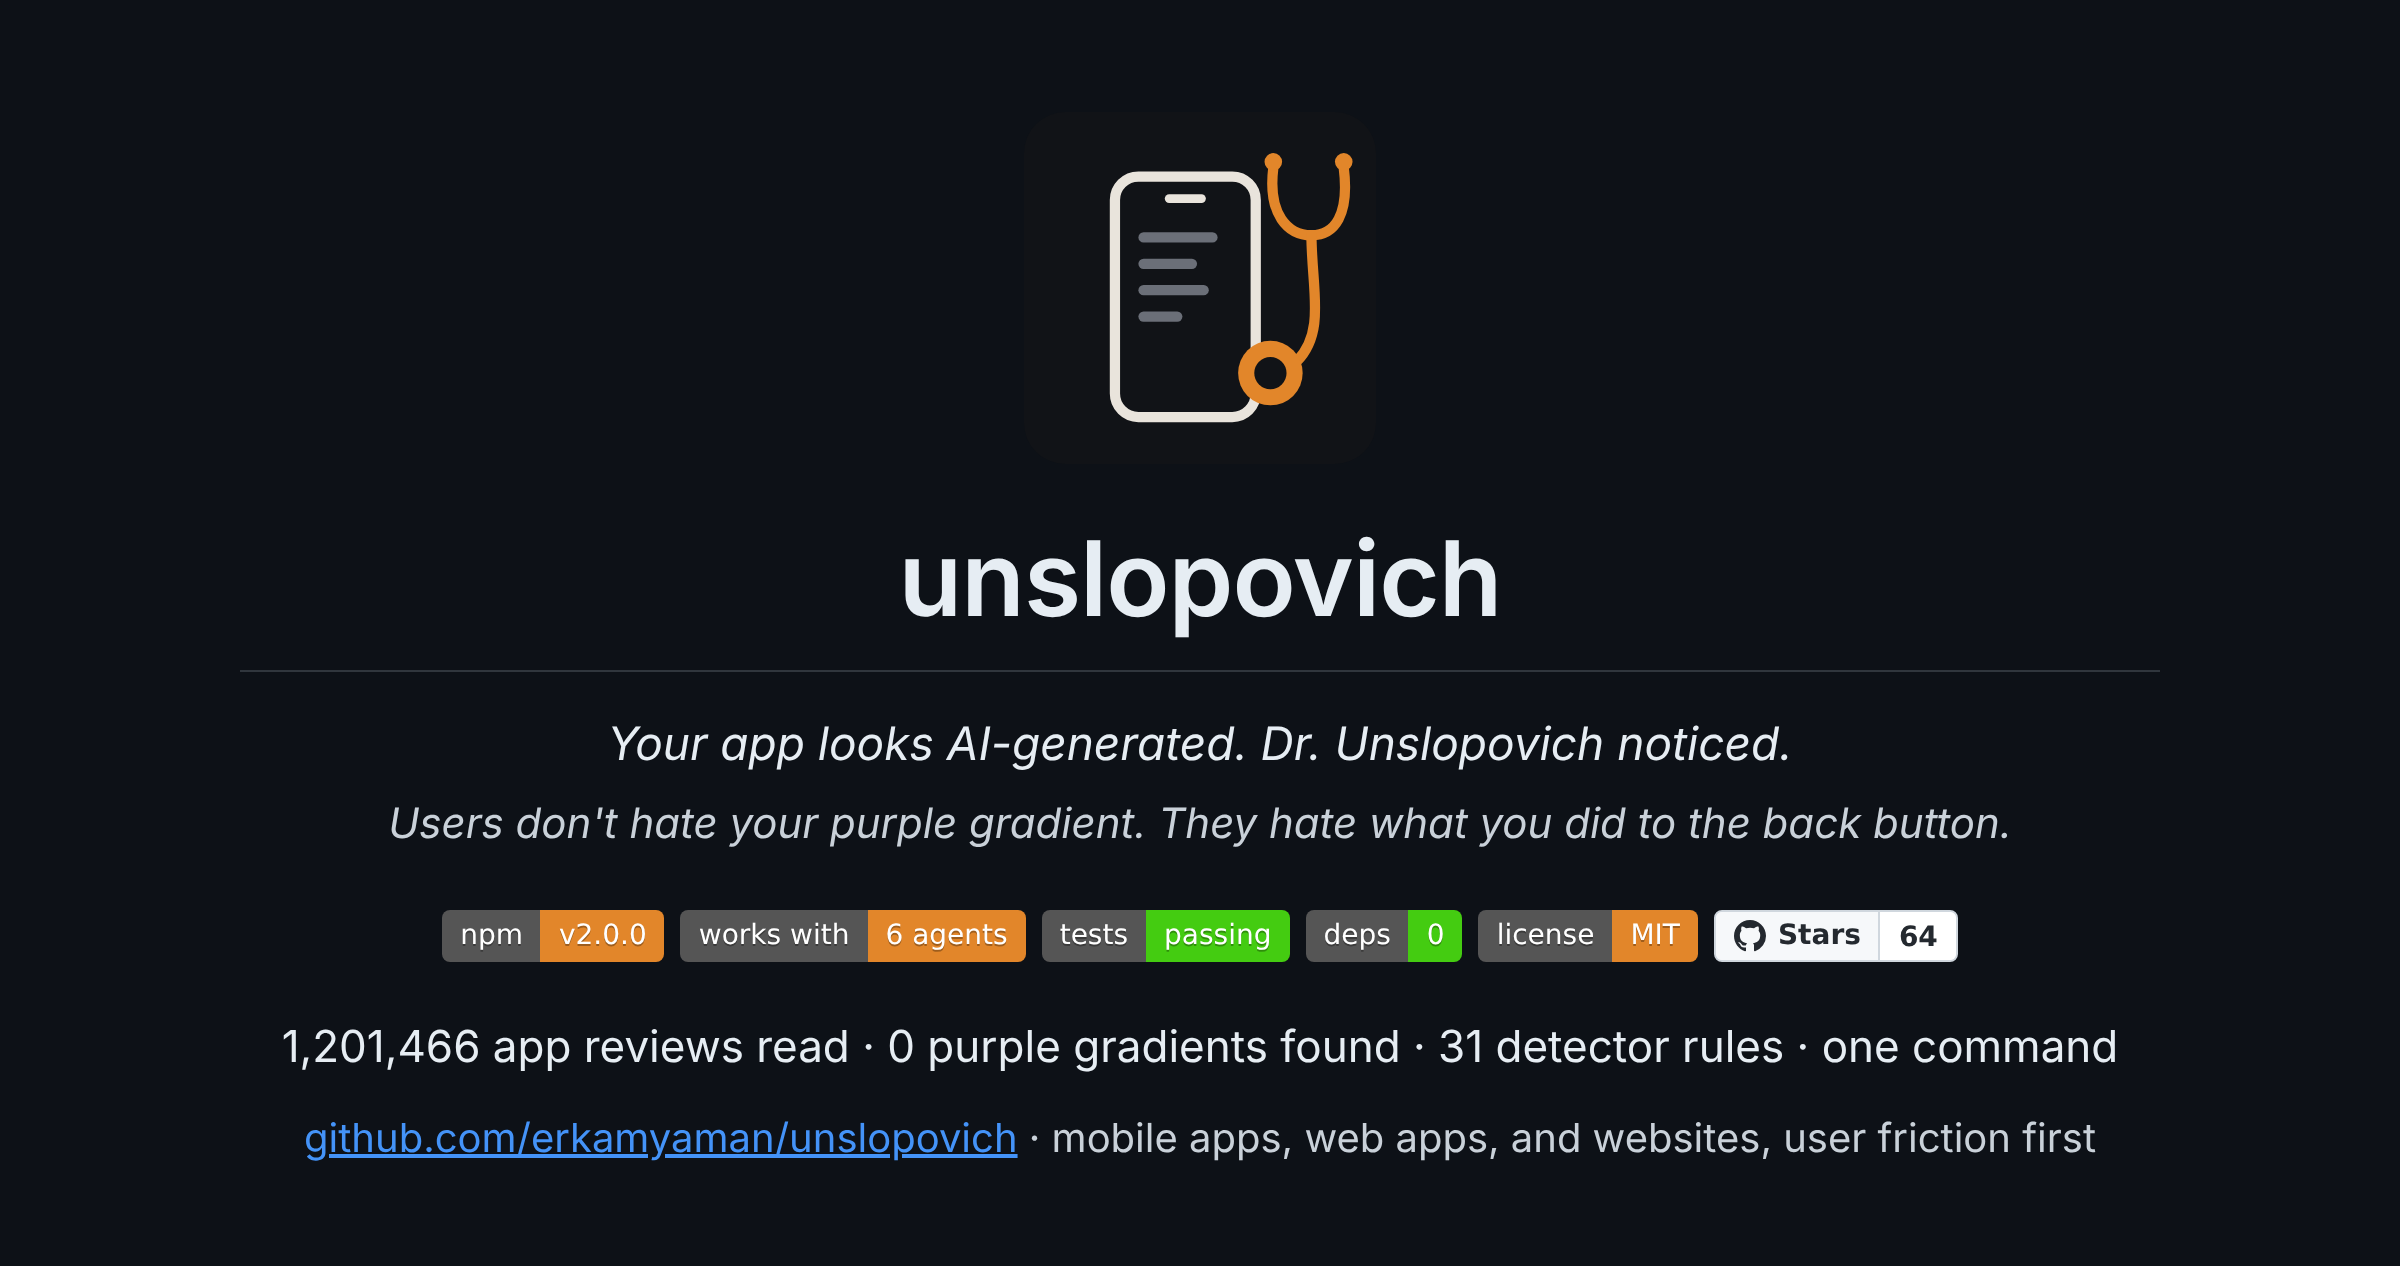 unslopovich
Your app looks AI-generated. Dr. Unslopovich noticed.
Users don't hate your purple gradient. They hate what you did to the back button.
npm v2.0.0 works with 6 agents tests passing deps 0 license MIT Stars 64
1,201,466 app reviews read · 0 purple gradients found · 31 detector rules · one command
github.com/erkamyaman/unslopovich · mobile apps, web apps, and websites, user friction first